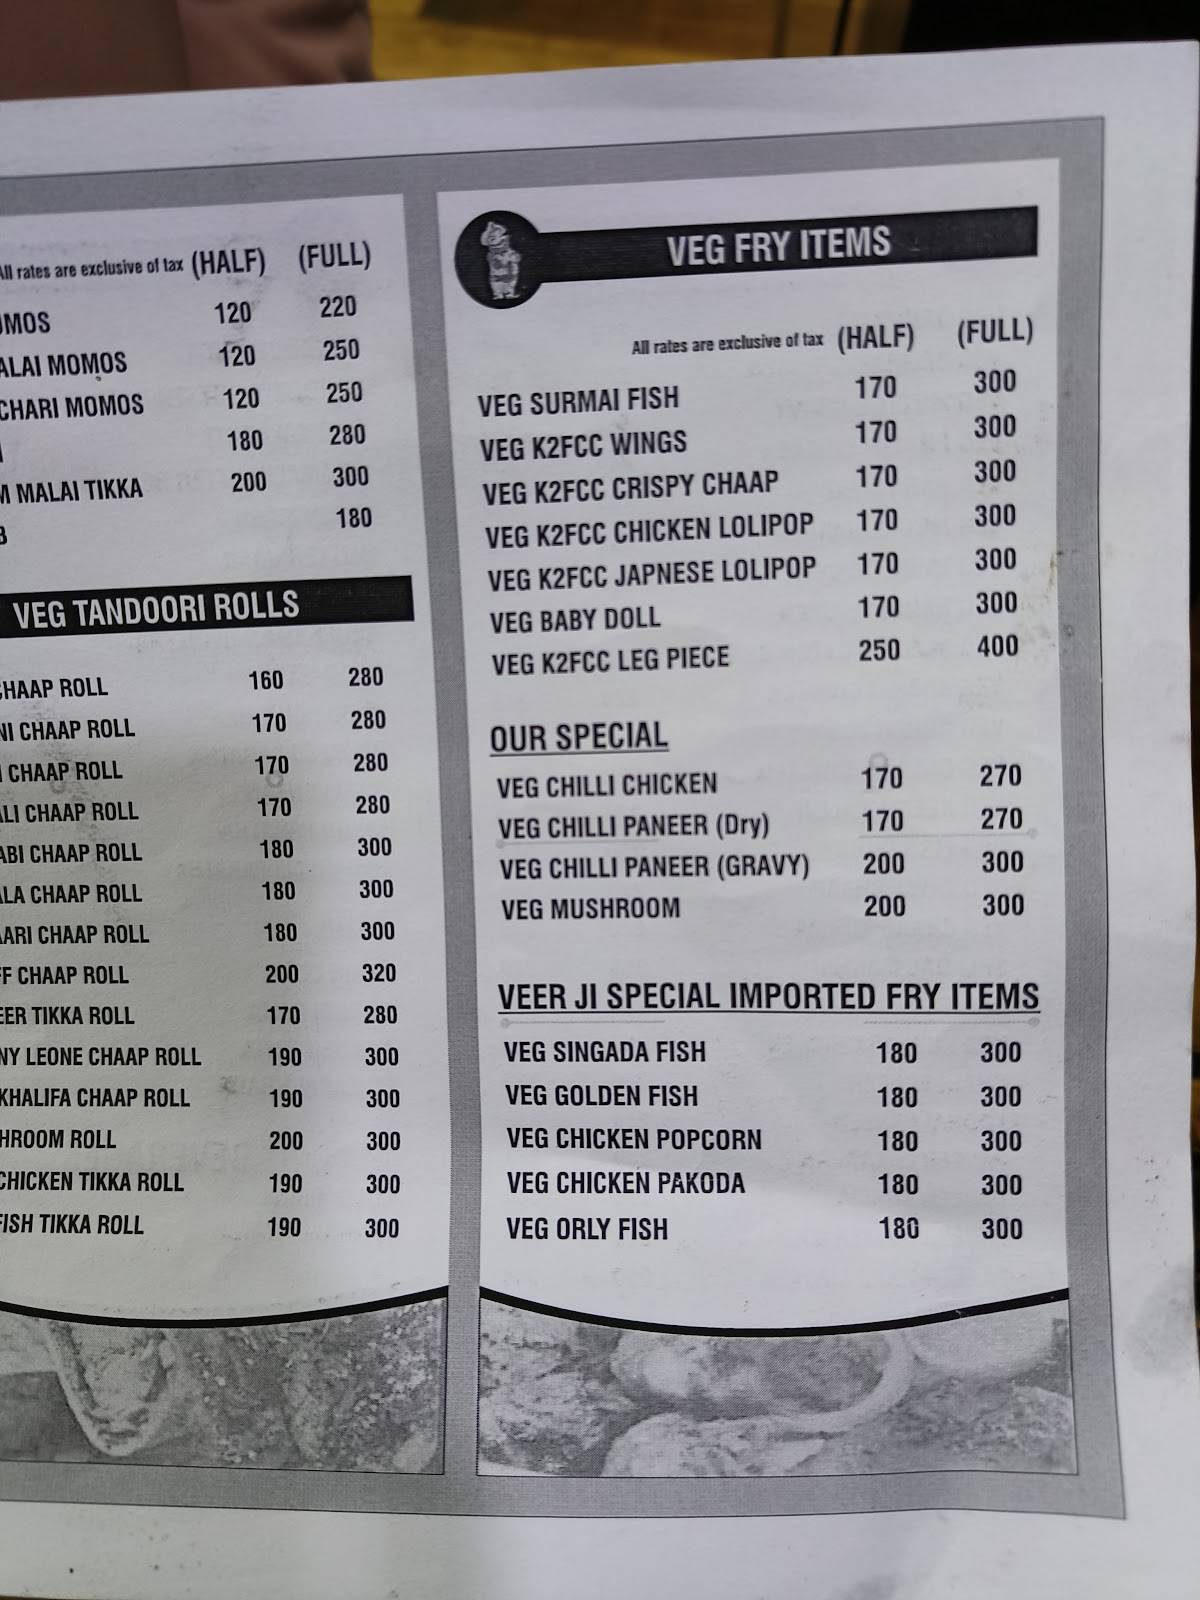 All rates are exclusive of tax (HALF) (FULL)
120 220
ALAI MOMOS 120 250
CHARI MOMOS 120 250
180 280
MALAI TIKKA 200 300
180
VEG TANDOORI ROLLS
CHAAP ROLL 160 280
NI CHAAP ROLL 170 280
CHAAP ROLL 170 280
ALI CHAAP ROLL 170 280
ABI CHAAP ROLL 180 300
ALA CHAAP ROLL 180 300
AARI CHAAP ROLL 180 300
FF CHAAP ROLL 200 320
EER TIKKA ROLL 170 280
NY LEONE CHAAP ROLL 190 300
KHALIFA CHAAP ROLL 190 300
HROOM ROLL 200 300
CHICKEN TIKKA ROLL 190 300
FISH TIKKA ROLL 190 300
VEG FRY ITEMS
All rates are exclusive of tax (HALF) (FULL)
VEG SURMAI FISH 170 300
VEG K2FCC WINGS 170 300
VEG K2FCC CRISPY CHAAP 170 300
VEG K2FCC CHICKEN LOLIPOP 170 300
VEG K2FCC JAPNESE LOLIPOP 170 300
VEG BABY DOLL 170 300
VEG K2FCC LEG PIECE 250 400
OUR SPECIAL
VEG CHILLI CHICKEN 170 270
VEG CHILLI PANEER (Dry) 170 270
VEG CHILLI PANEER (GRAVY) 200 300
VEG MUSHROOM 200 300
VEER JI SPECIAL IMPORTED FRY ITEMS
VEG SINGADA FISH 180 300
VEG GOLDEN FISH 180 300
VEG CHICKEN POPCORN 180 300
VEG CHICKEN PAKODA 180 300
VEG ORLY FISH 180 300